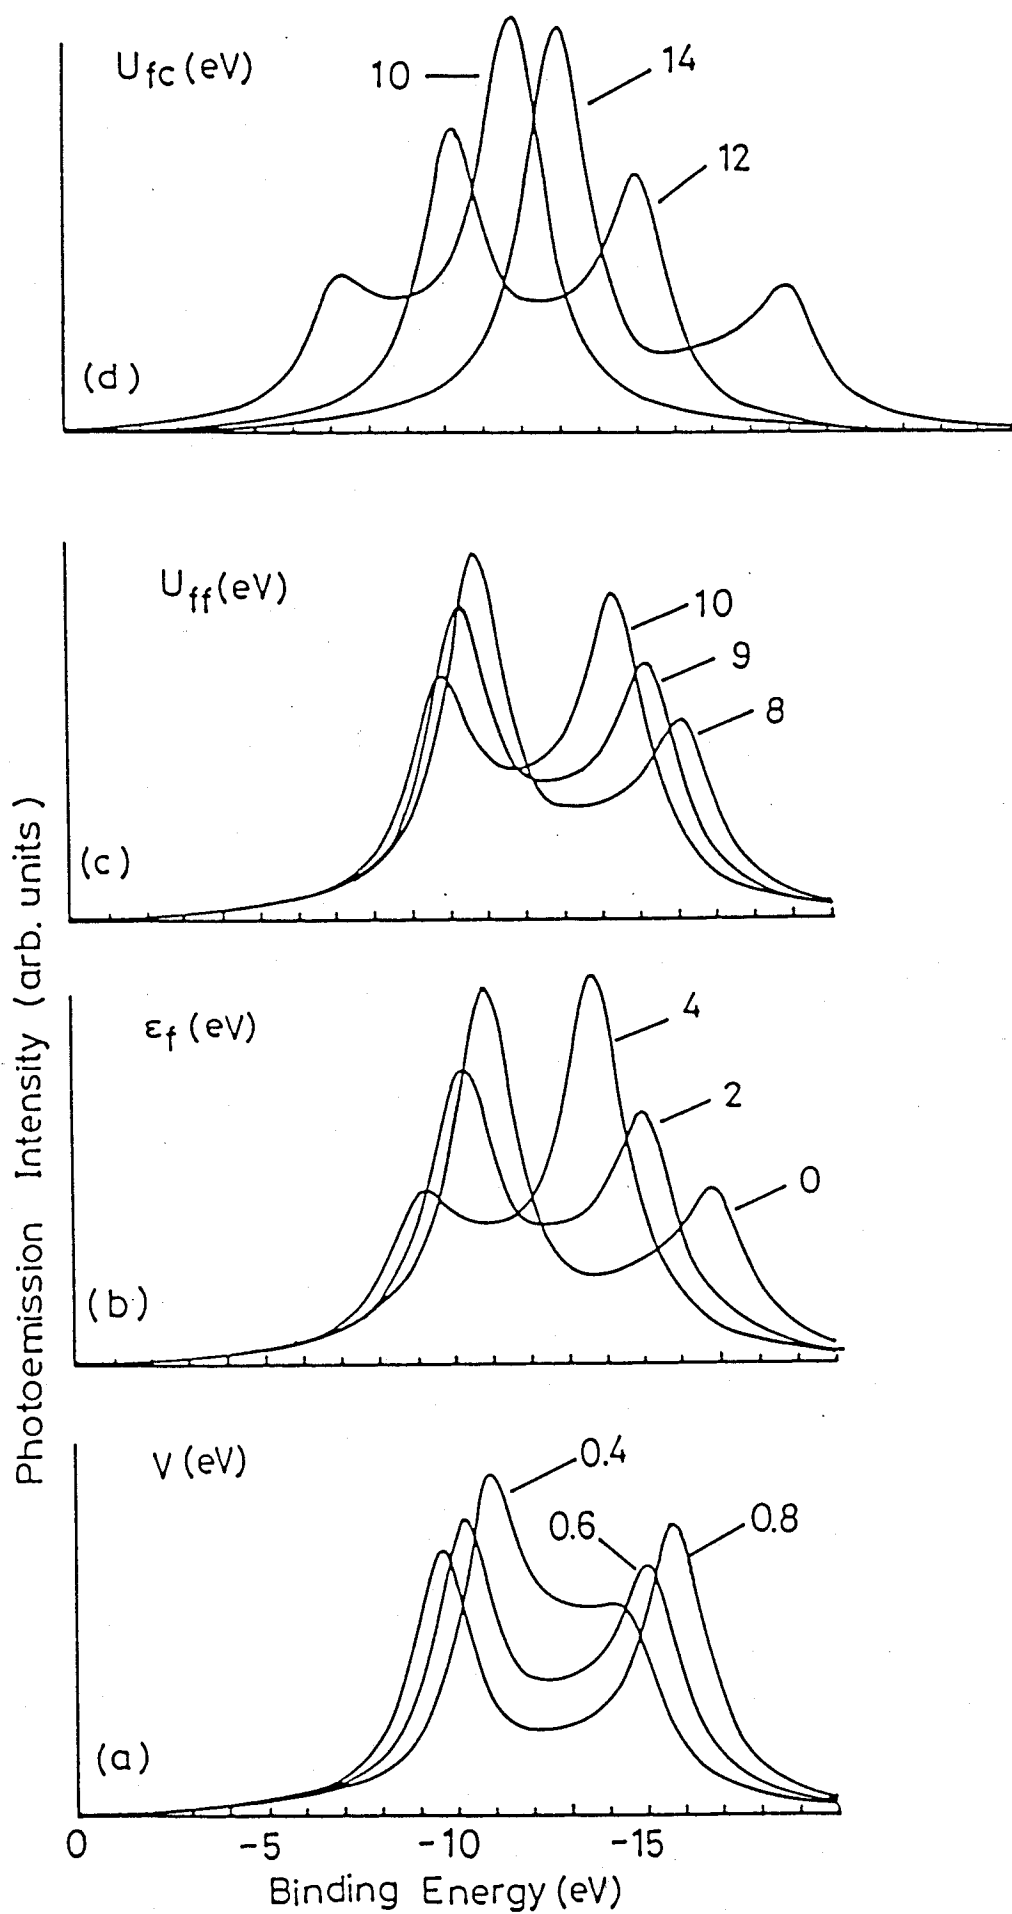 U_fc (eV)
10
14
12
(d)
U_ff (eV)
10
9
8
(c)
ε_f (eV)
4
2
0
(b)
V (eV)
0.4
0.6
0.8
(a)
0 -5 -10 -15
Binding Energy (eV)
Photoemission Intensity (arb. units)